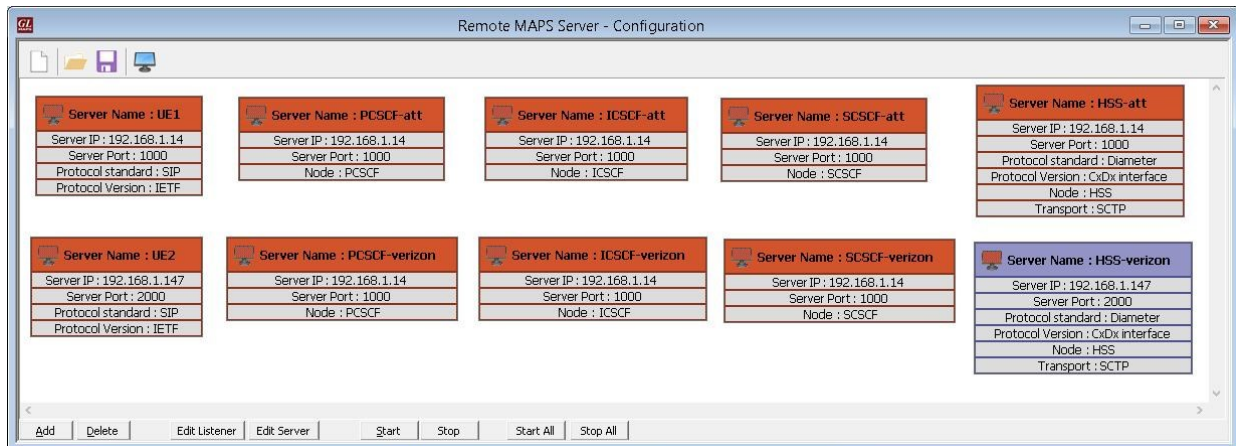 GL
MAPS
Remote MAPS Server - Configuration
Server Name : UE1
Server IP : 192.168.1.14
Server Port : 1000
Protocol standard : SIP
Protocol Version : IETF
Server Name : PCSCF-att
Server IP : 192.168.1.14
Server Port : 1000
Node : PCSCF
Server Name : ICSCF-att
Server IP : 192.168.1.14
Server Port : 1000
Node : ICSCF
Server Name : SCSCF-att
Server IP : 192.168.1.14
Server Port : 1000
Node : SCSCF
Server Name : HSS-att
Server IP : 192.168.1.14
Server Port : 1000
Protocol standard : Diameter
Protocol Version : CxDx interface
Node : HSS
Transport : SCTP
Server Name : UE2
Server IP : 192.168.1.147
Server Port : 2000
Protocol standard : SIP
Protocol Version : IETF
Server Name : PCSCF-verizon
Server IP : 192.168.1.14
Server Port : 1000
Node : PCSCF
Server Name : ICSCF-verizon
Server IP : 192.168.1.14
Server Port : 1000
Node : ICSCF
Server Name : SCSCF-verizon
Server IP : 192.168.1.14
Server Port : 1000
Node : SCSCF
Server Name : HSS-verizon
Server IP : 192.168.1.147
Server Port : 2000
Protocol standard : Diameter
Protocol Version : CxDx interface
Node : HSS
Transport : SCTP
Add Delete Edit Listener Edit Server Start Stop Start All Stop All